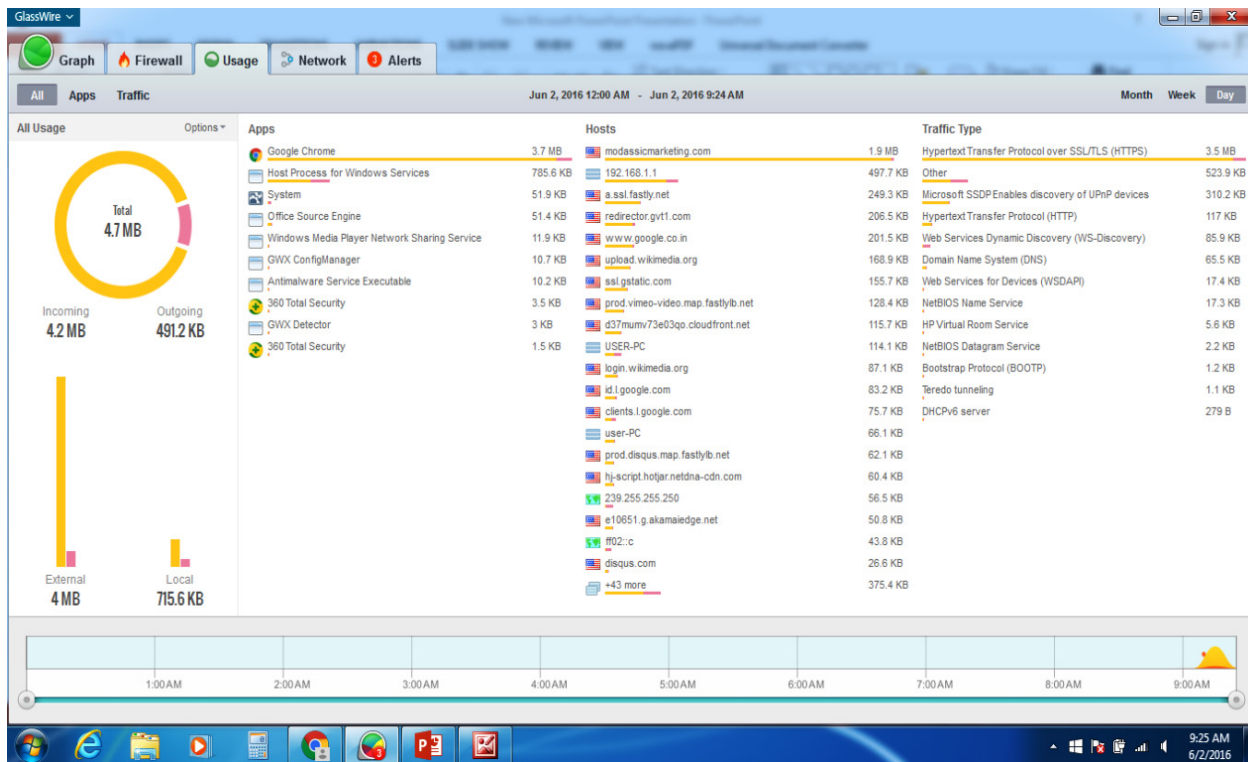 GlassWire
New Microsoft PowerPoint Presentation - PowerPoint
SLIDE SHOW REVIEW VIEW novaPDF Universal Document Converter
Graph Firewall Usage Network 3 Alerts
All Apps Traffic Jun 2, 2016 12:00 AM - Jun 2, 2016 9:24 AM Month Week Day
All Usage Options Apps Hosts Traffic Type
Google Chrome 3.7 MB modassicmarketing.com 1.9 MB Hypertext Transfer Protocol over SSL/TLS (HTTPS) 3.5 MB
Host Process for Windows Services 785.6 KB 192.168.1.1 497.7 KB Other 523.9 KB
System 51.9 KB a.ssl.fastly.net 249.3 KB Microsoft SSDP Enables discovery of UPnP devices 310.2 KB
Total
4.7 MB
Office Source Engine 51.4 KB redirector.gvt1.com 206.5 KB Hypertext Transfer Protocol (HTTP) 117 KB
Windows Media Player Network Sharing Service 11.9 KB www.google.co.in 201.5 KB Web Services Dynamic Discovery (WS-Discovery) 85.9 KB
GWX ConfigManager 10.7 KB upload.wikimedia.org 168.9 KB Domain Name System (DNS) 65.5 KB
Antimalware Service Executable 10.2 KB ssl.gstatic.com 155.7 KB Web Services for Devices (WSDAPI) 17.4 KB
360 Total Security 3.5 KB prod.vimeo-video.map.fastlylb.net 128.4 KB NetBIOS Name Service 17.3 KB
Incoming Outgoing
4.2 MB 491.2 KB
GWX Detector 3 KB d37mumv73e03qo.cloudfront.net 115.7 KB HP Virtual Room Service 5.6 KB
360 Total Security 1.5 KB USER-PC 114.1 KB NetBIOS Datagram Service 2.2 KB
login.wikimedia.org 87.1 KB Bootstrap Protocol (BOOTP) 1.2 KB
id.l.google.com 83.2 KB Teredo tunneling 1.1 KB
clients.l.google.com 75.7 KB DHCPv6 server 279 B
user-PC 66.1 KB
prod.disqus.map.fastlylb.net 62.1 KB
hj-script.hotjar.netdna-cdn.com 60.4 KB
239.255.255.250 56.5 KB
e10651.g.akamaiedge.net 50.8 KB
ff02::c 43.8 KB
disqus.com 26.6 KB
+43 more 375.4 KB
External Local
4 MB 715.6 KB
1:00 AM 2:00 AM 3:00 AM 4:00 AM 5:00 AM 6:00 AM 7:00 AM 8:00 AM 9:00 AM
9:25 AM
6/2/2016